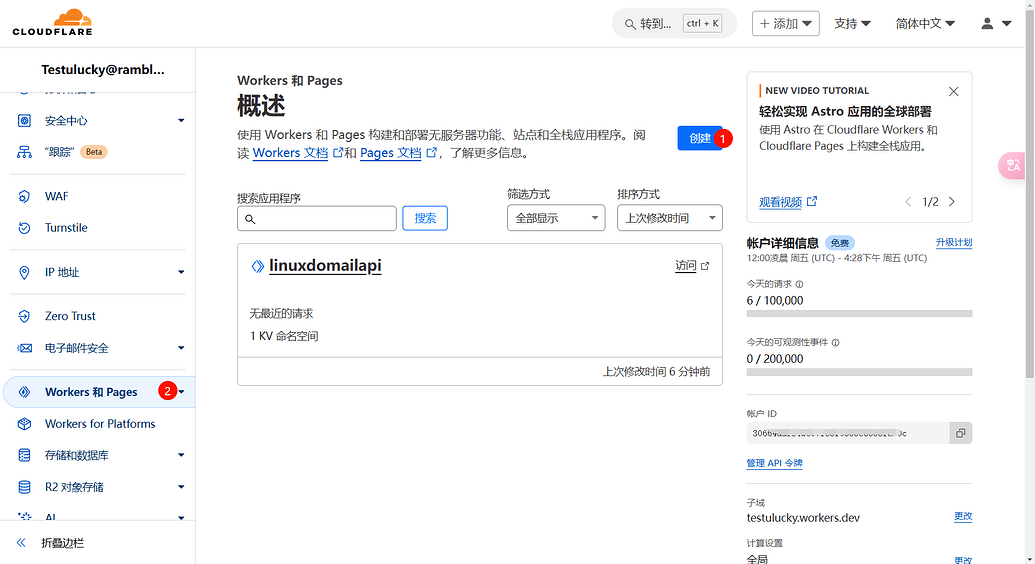 CLOUDFLARE
转到...
ctrl + K
添加
支持
简体中文
Testulucky@rambl...
安全中心
“跟踪”
Beta
WAF
Turnstile
IP 地址
Zero Trust
电子邮件安全
Workers 和 Pages
2
Workers for Platforms
存储和数据库
R2 对象存储
AI
折叠边栏
Workers 和 Pages
概述
使用 Workers 和 Pages 构建和部署无服务器功能、站点和全栈应用程序。阅
读 Workers 文档 和 Pages 文档 ，了解更多信息。
创建
1
搜索应用程序
搜索
筛选方式
全部显示
排序方式
上次修改时间
linuxdomailapi
访问
无最近的请求
1 KV 命名空间
上次修改时间 6 分钟前
NEW VIDEO TUTORIAL
轻松实现 Astro 应用的全球部署
使用 Astro 在 Cloudflare Workers 和
Cloudflare Pages 上构建全栈应用。
观看视频
1/2
帐户详细信息
免费
升级计划
12:00凌晨 周五 (UTC) - 4:28下午 周五 (UTC)
今天的请求
6 / 100,000
今天的可观测性事件
0 / 200,000
帐户 ID
管理 API 令牌
子域
testulucky.workers.dev
更改
计算设置
全局
更改